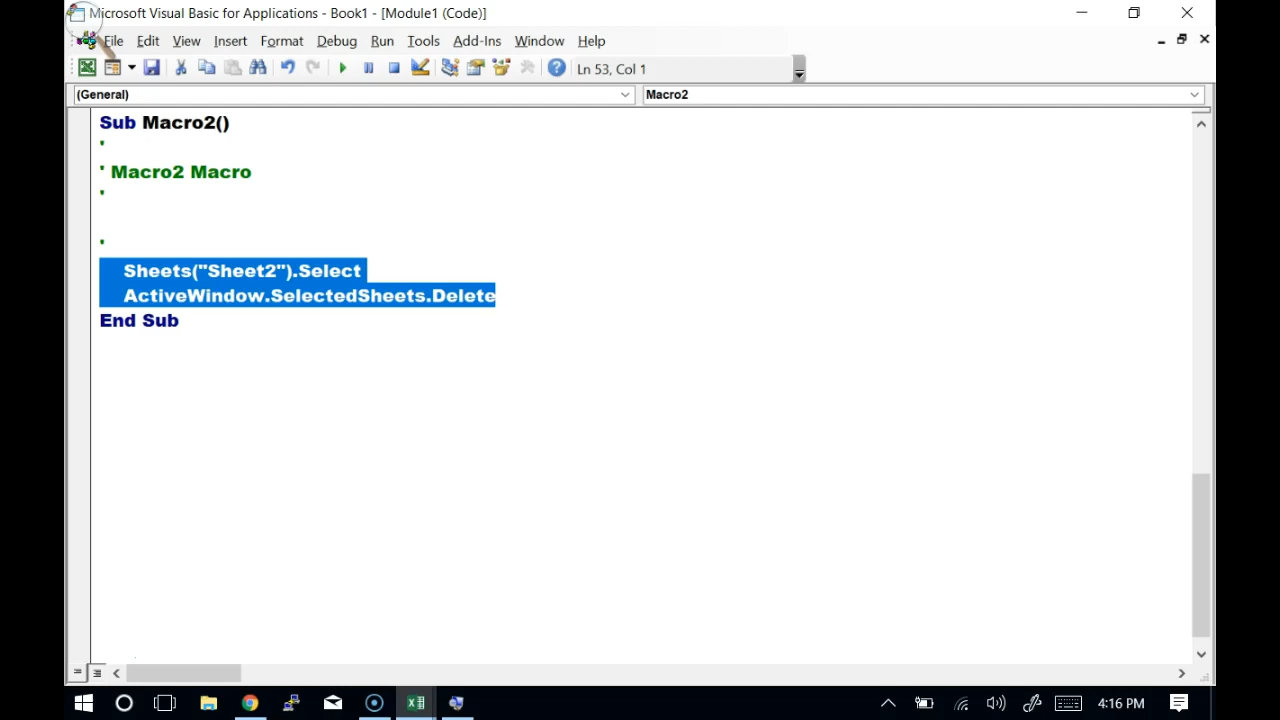 Microsoft Visual Basic for Applications - Book1 - [Module1 (Code)]
File Edit View Insert Format Debug Run Tools Add-Ins Window Help
Ln 53, Col 1
(General) Macro2
Sub Macro2()
'
' Macro2 Macro
'
'
Sheets("Sheet2").Select
ActiveWindow.SelectedSheets.Delete
End Sub
4:16 PM